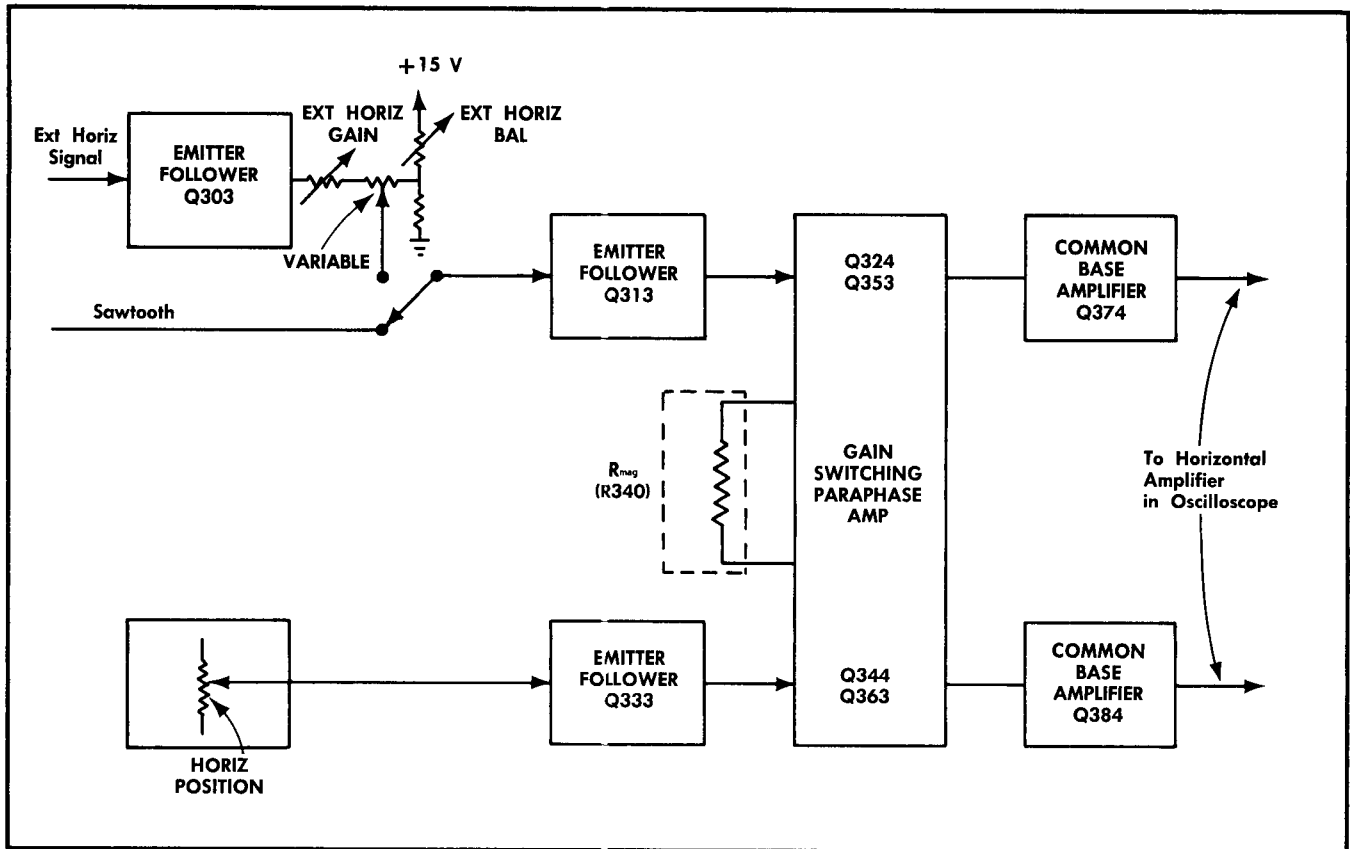 +15 V
EXT HORIZ
GAIN
EXT HORIZ
BAL
Ext Horiz
Signal
EMITTER
FOLLOWER
Q303
VARIABLE
Sawtooth
EMITTER
FOLLOWER
Q313
Q324
Q353
COMMON
BASE
AMPLIFIER
Q374
Rmag
(R340)
GAIN
SWITCHING
PARAPHASE
AMP
To Horizontal
Amplifier
in Oscilloscope
HORIZ
POSITION
EMITTER
FOLLOWER
Q333
Q344
Q363
COMMON
BASE
AMPLIFIER
Q384